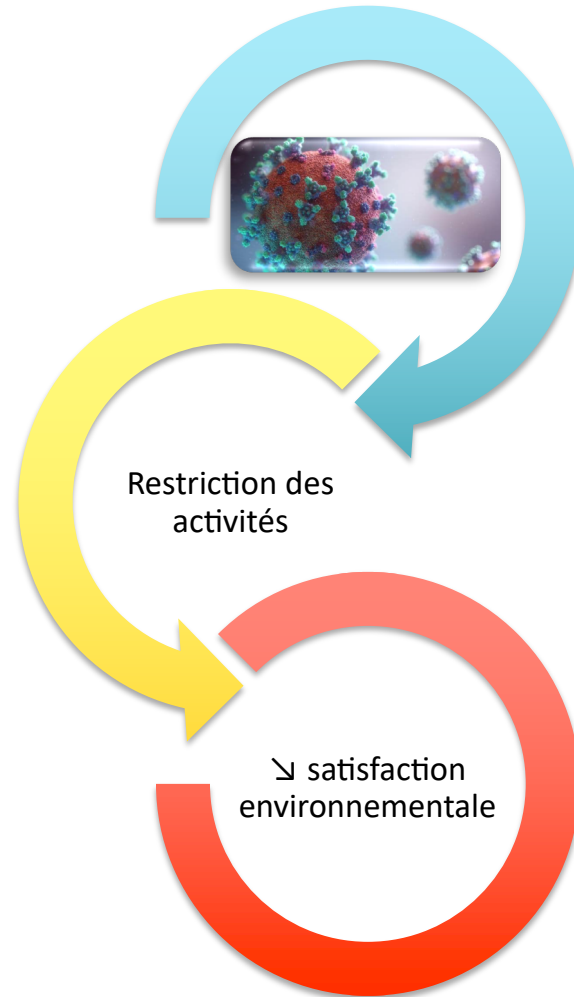 Restriction des
activités
↘ satisfaction
environnementale